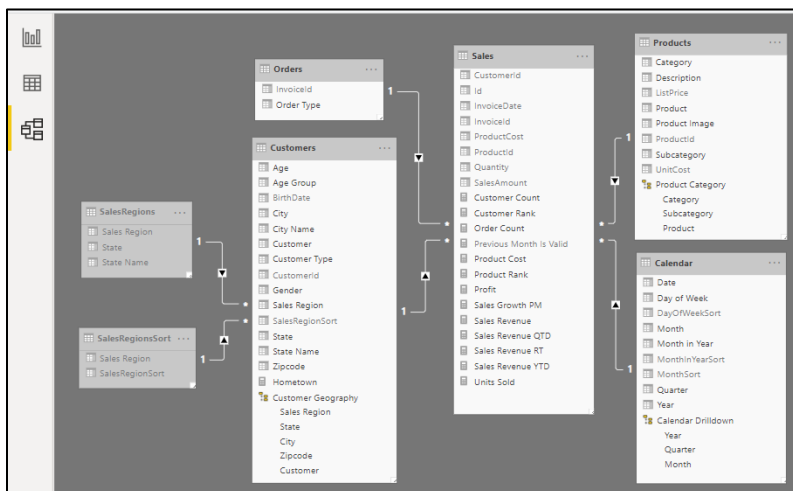 Orders
InvoiceId
Order Type
1
Customers
Age
Age Group
BirthDate
City
City Name
Customer
Customer Type
CustomerId
Gender
Sales Region
SalesRegionSort
State
State Name
Zipcode
Hometown
Customer Geography
Sales Region
State
City
Zipcode
Customer
1
SalesRegions
Sales Region
State
State Name
1
SalesRegionsSort
Sales Region
SalesRegionSort
1
Sales
CustomerId
Id
InvoiceDate
InvoiceId
ProductCost
ProductId
Quantity
SalesAmount
Customer Count
Customer Rank
Order Count
Previous Month is Valid
Product Cost
Product Rank
Profit
Sales Growth PM
Sales Revenue
Sales Revenue QTD
Sales Revenue RT
Sales Revenue YTD
Units Sold
Products
Category
Description
ListPrice
Product
Product Image
ProductId
Subcategory
UnitCost
Product Category
Category
Subcategory
Product
1
Calendar
Date
Day of Week
DayOfWeekSort
Month
Month in Year
MonthInYearSort
MonthSort
Quarter
Year
Calendar Drilldown
Year
Quarter
Month
1